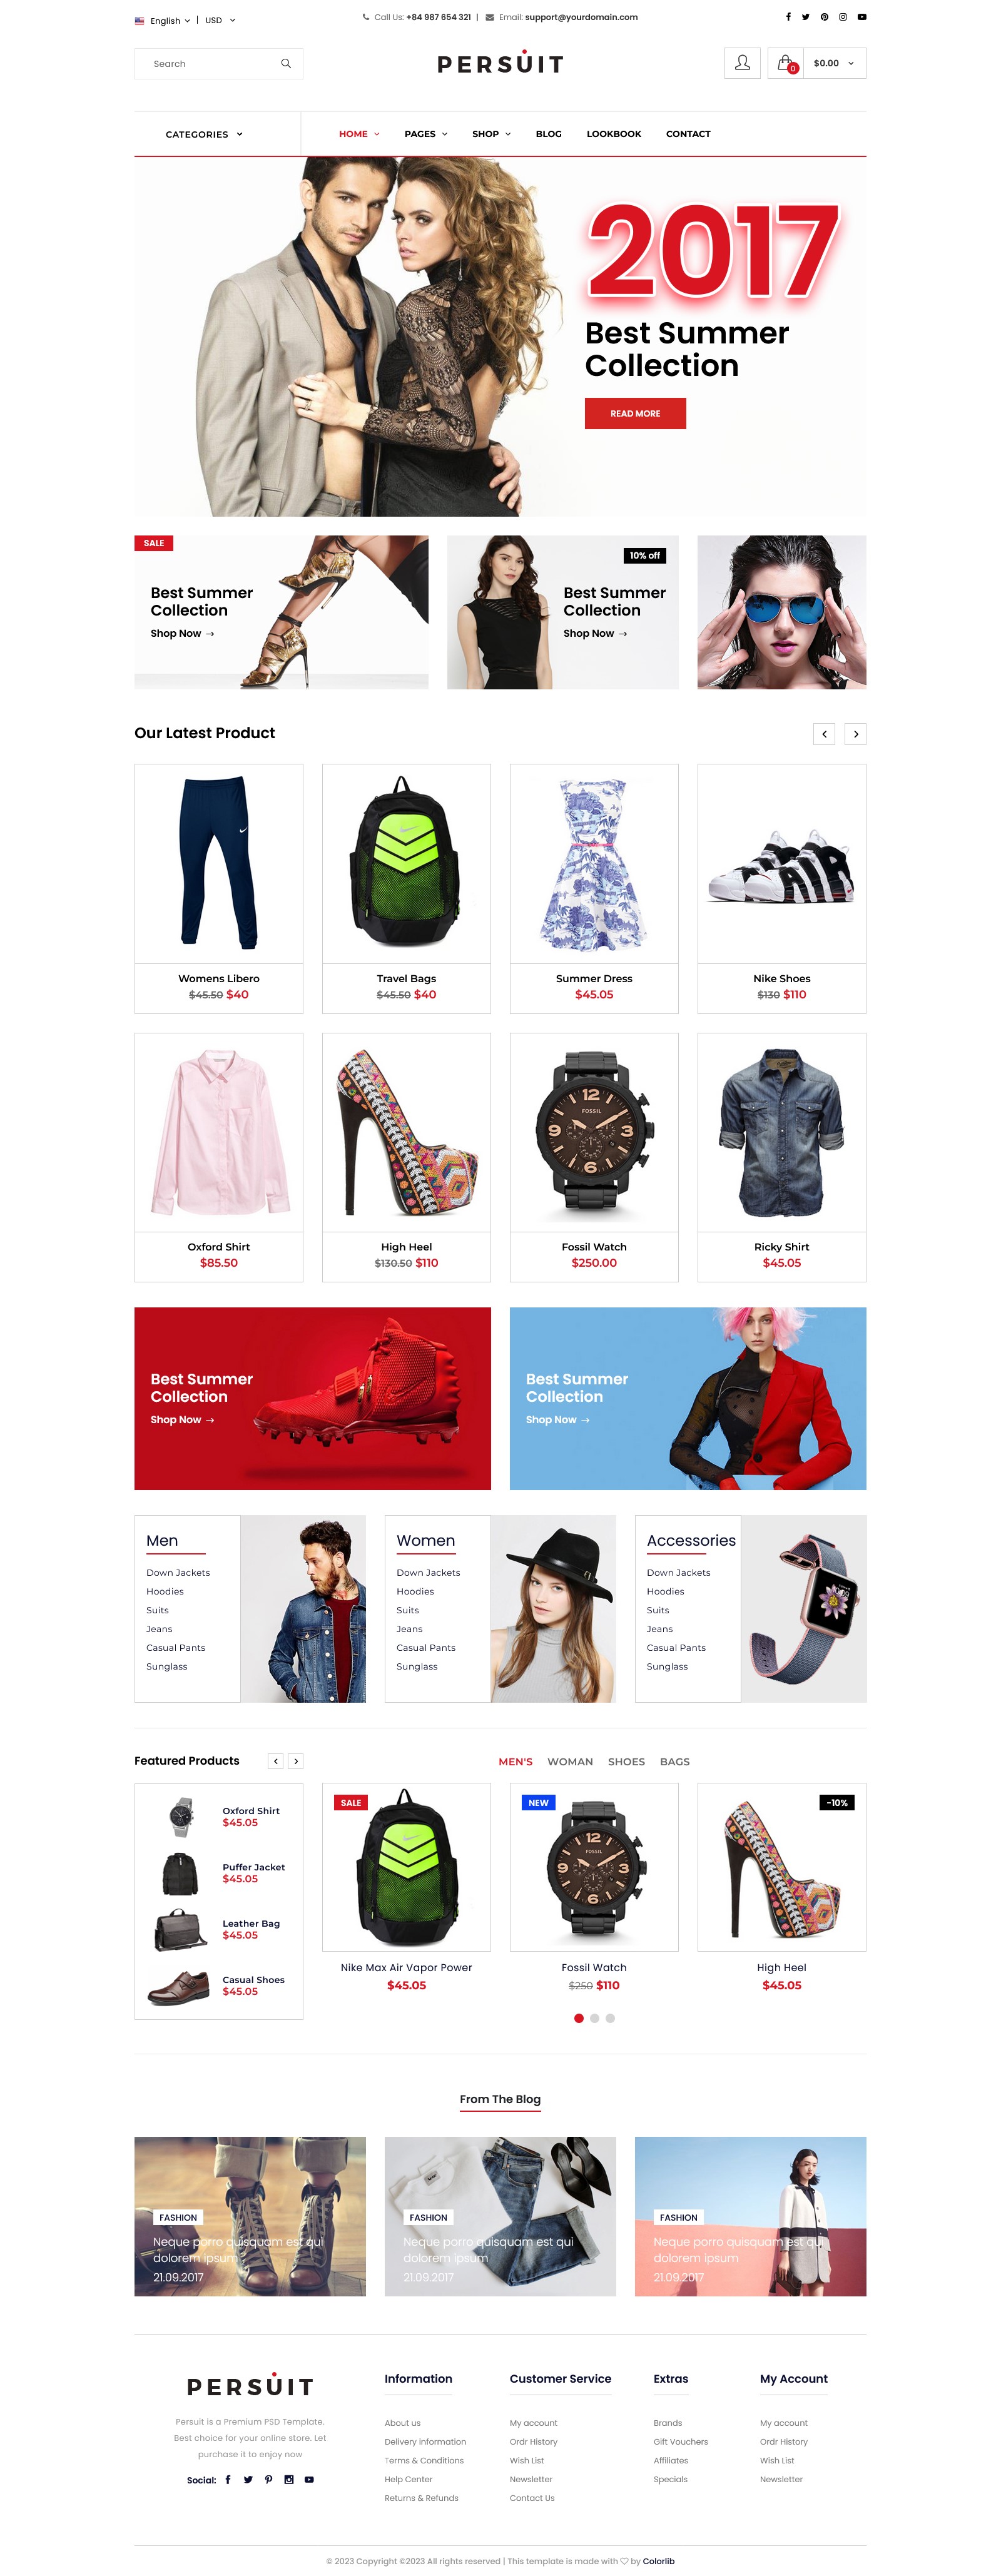 English
USD
Call Us: +84 987 654 321 | Email: support@yourdomain.com
Search
PERSUIT
0
$0.00
CATEGORIES
HOME PAGES SHOP BLOG LOOKBOOK CONTACT
2017
Best Summer
Collection
READ MORE
SALE
Best Summer
Collection
Shop Now →
10% off
Best Summer
Collection
Shop Now →
Our Latest Product
Womens Libero
$45.50 $40
Travel Bags
$45.50 $40
Summer Dress
$45.05
AIR
Nike Shoes
$130 $110
Oxford Shirt
$85.50
High Heel
$130.50 $110
12
FOSSIL
9 3
6
Fossil Watch
$250.00
Ricky Shirt
$45.05
Best Summer
Collection
Shop Now →
Best Summer
Collection
Shop Now →
Men
Down Jackets
Hoodies
Suits
Jeans
Casual Pants
Sunglass
Women
Down Jackets
Hoodies
Suits
Jeans
Casual Pants
Sunglass
Accessories
Down Jackets
Hoodies
Suits
Jeans
Casual Pants
Sunglass
Featured Products
Oxford Shirt
$45.05
Puffer Jacket
$45.05
Leather Bag
$45.05
Casual Shoes
$45.05
MEN'S WOMAN SHOES BAGS
SALE
Nike Max Air Vapor Power
$45.05
NEW
12
FOSSIL
9 3
6
Fossil Watch
$250 $110
-10%
High Heel
$45.05
From The Blog
FASHION
Neque porro quisquam est qui
dolorem ipsum
21.09.2017
FASHION
Neque porro quisquam est qui
dolorem ipsum
21.09.2017
FASHION
Neque porro quisquam est qui
dolorem ipsum
21.09.2017
PERSUIT
Persuit is a Premium PSD Template.
Best choice for your online store. Let
purchase it to enjoy now
Social:
Information
About us
Delivery information
Terms & Conditions
Help Center
Returns & Refunds
Customer Service
My account
Ordr History
Wish List
Newsletter
Contact Us
Extras
Brands
Gift Vouchers
Affiliates
Specials
My Account
My account
Ordr History
Wish List
Newsletter
© 2023 Copyright ©2023 All rights reserved | This template is made with ♡ by Colorlib